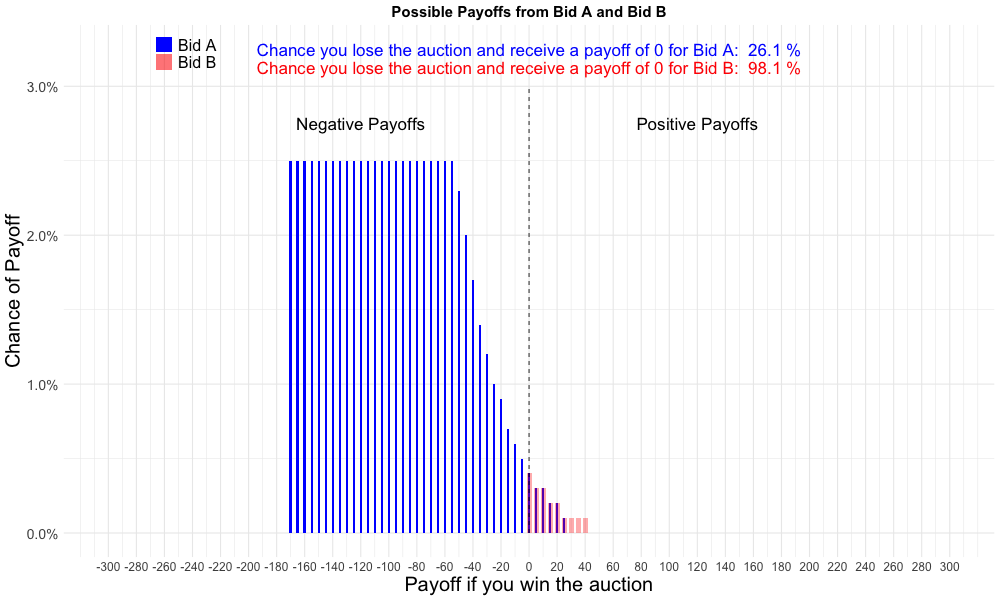 Possible Payoffs from Bid A and Bid B
Bid A
Bid B
Chance you lose the auction and receive a payoff of 0 for Bid A:  26.1 %
Chance you lose the auction and receive a payoff of 0 for Bid B:  98.1 %
Negative Payoffs
Positive Payoffs
Chance of Payoff
3.0%
2.0%
1.0%
0.0%
-300 -280 -260 -240 -220 -200 -180 -160 -140 -120 -100 -80 -60 -40 -20 0 20 40 60 80 100 120 140 160 180 200 220 240 260 280 300
Payoff if you win the auction